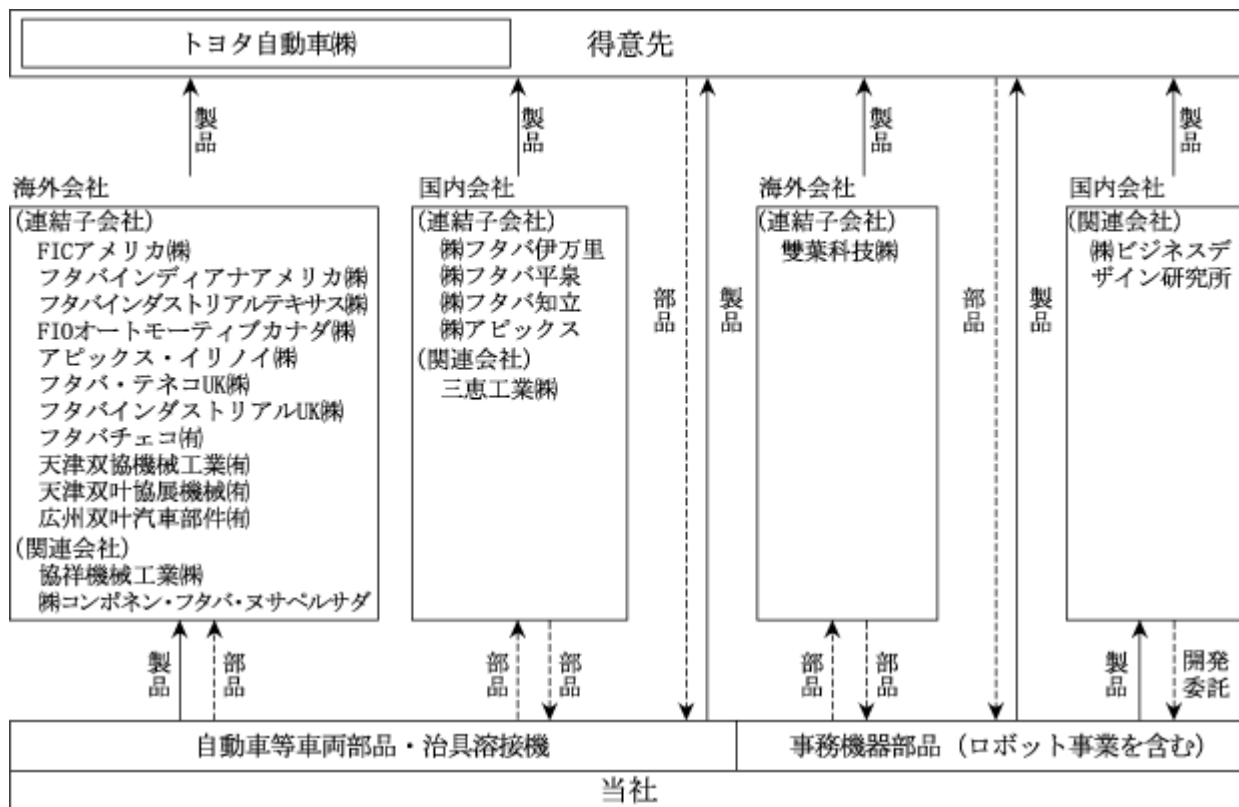 トヨタ自動車㈱
得意先
製品
製品
部品
製品
製品
部品
製品
製品
海外会社
(連結子会社)
FICアメリカ㈱
フタバインディアナアメリカ㈱
フタバインダストリアルテキサス㈱
FIOオートモーティブカナダ㈱
アピックス・イリノイ㈱
フタバ・テネコUK㈱
フタバインダストリアルUK㈱
フタバチェコ㈲
天津双協機械工業㈲
天津双叶協展機械㈲
広州双叶汽車部件㈲
(関連会社)
協祥機械工業㈱
㈱コンポネン・フタバ・ヌサペルサダ
国内会社
(連結子会社)
㈱フタバ伊万里
㈱フタバ平泉
㈱フタバ知立
㈱アピックス
(関連会社)
三恵工業㈱
海外会社
(連結子会社)
雙葉科技㈱
国内会社
(関連会社)
㈱ビジネスデ
ザイン研究所
製品
部品
部品
部品
部品
部品
製品
開発
委託
自動車等車両部品・治具溶接機
事務機器部品（ロボット事業を含む）
当社